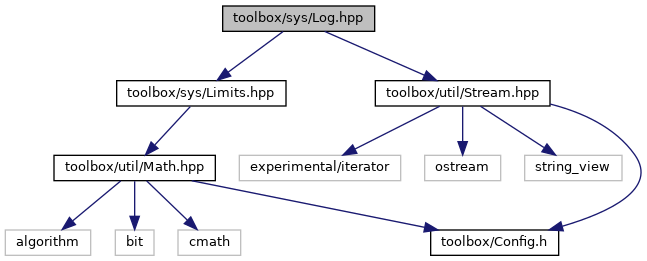 toolbox/sys/Log.hpp
toolbox/sys/Limits.hpp
toolbox/util/Stream.hpp
toolbox/util/Math.hpp
experimental/iterator
ostream
string_view
algorithm
bit
cmath
toolbox/Config.h